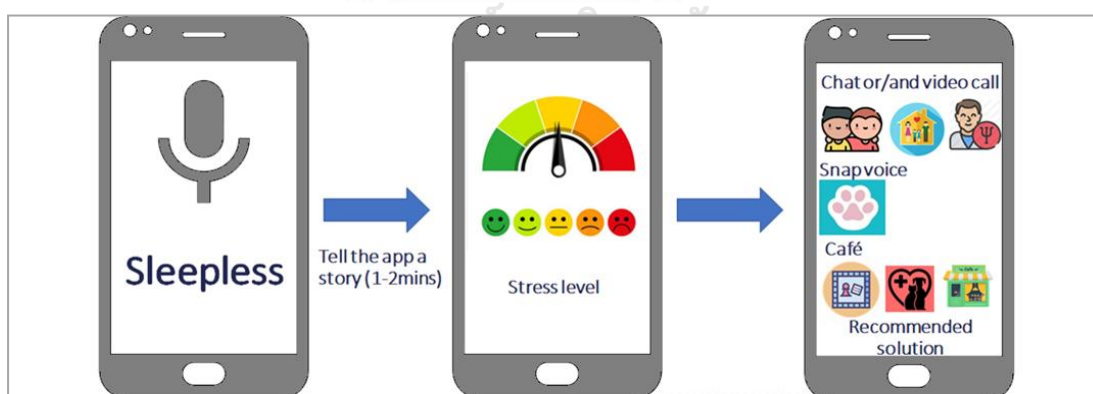 Sleepless
Tell the app a
story (1-2mins)
Stress level
Chat or/and video call
Snap voice
Café
Recommended
solution